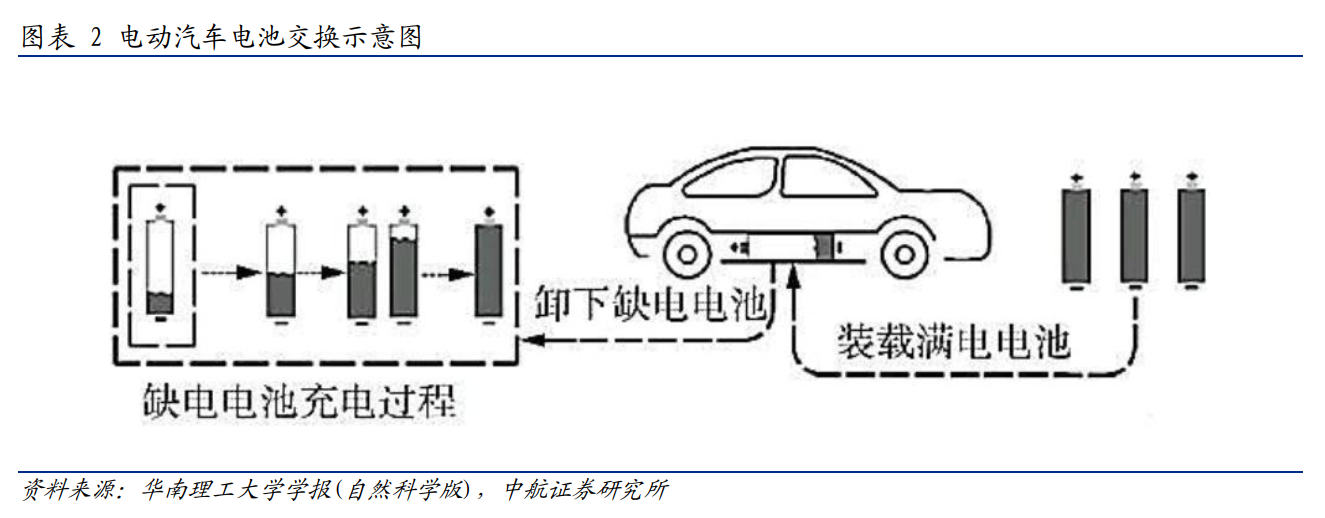 图表 2 电动汽车电池交换示意图
卸下缺电电池
装载满电电池
缺电电池充电过程
资料来源：华南理工大学学报(自然科学版)，中航证券研究所